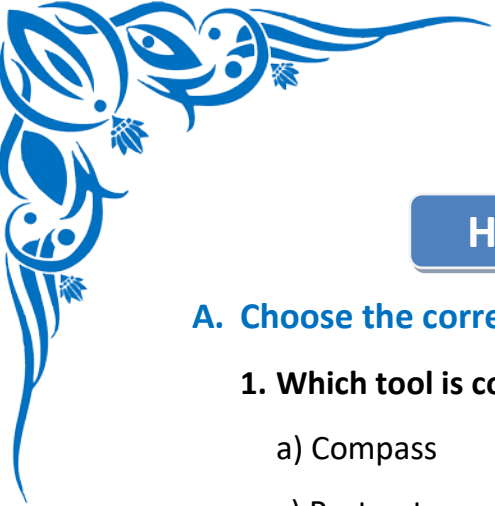 H
A. Choose the corre
1. Which tool is co
a) Compass